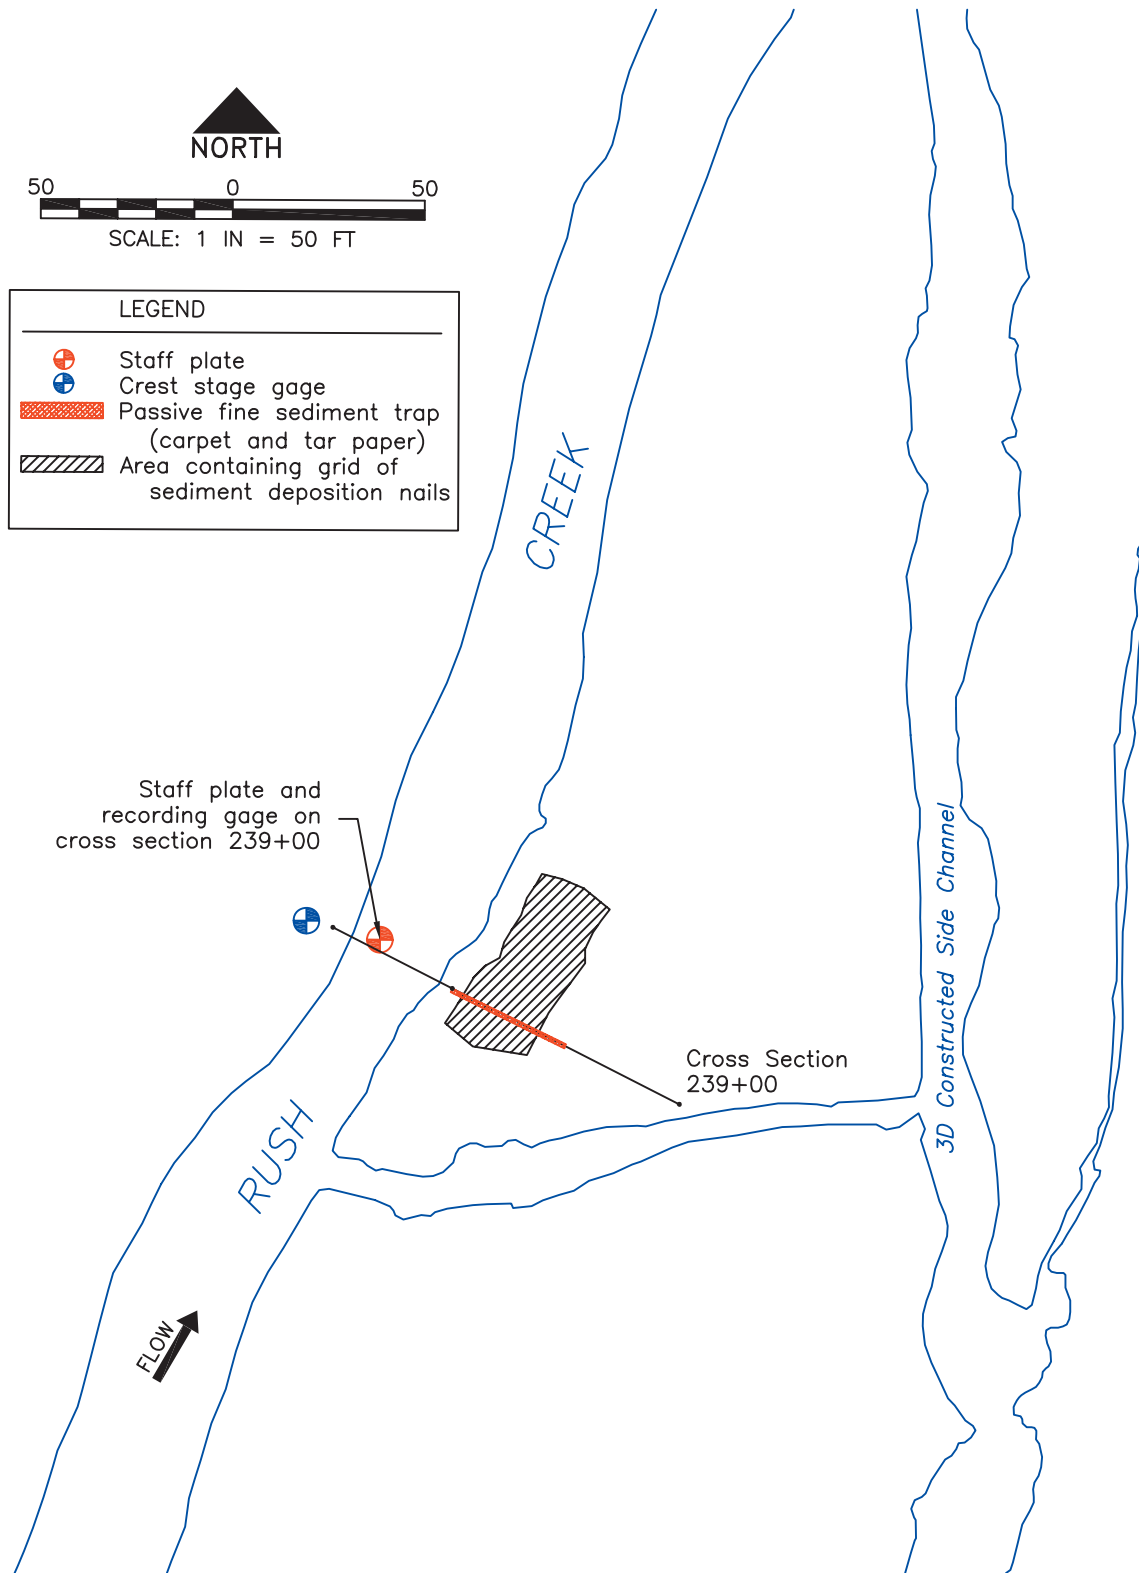 NORTH
50 0 50
SCALE: 1 IN = 50 FT
LEGEND
Staff plate
Crest stage gage
Passive fine sediment trap
(carpet and tar paper)
Area containing grid of
sediment deposition nails
CREEK
Staff plate and
recording gage on
cross section 239+00
3D Constructed Side Channel
Cross Section
239+00
RUSH
FLOW